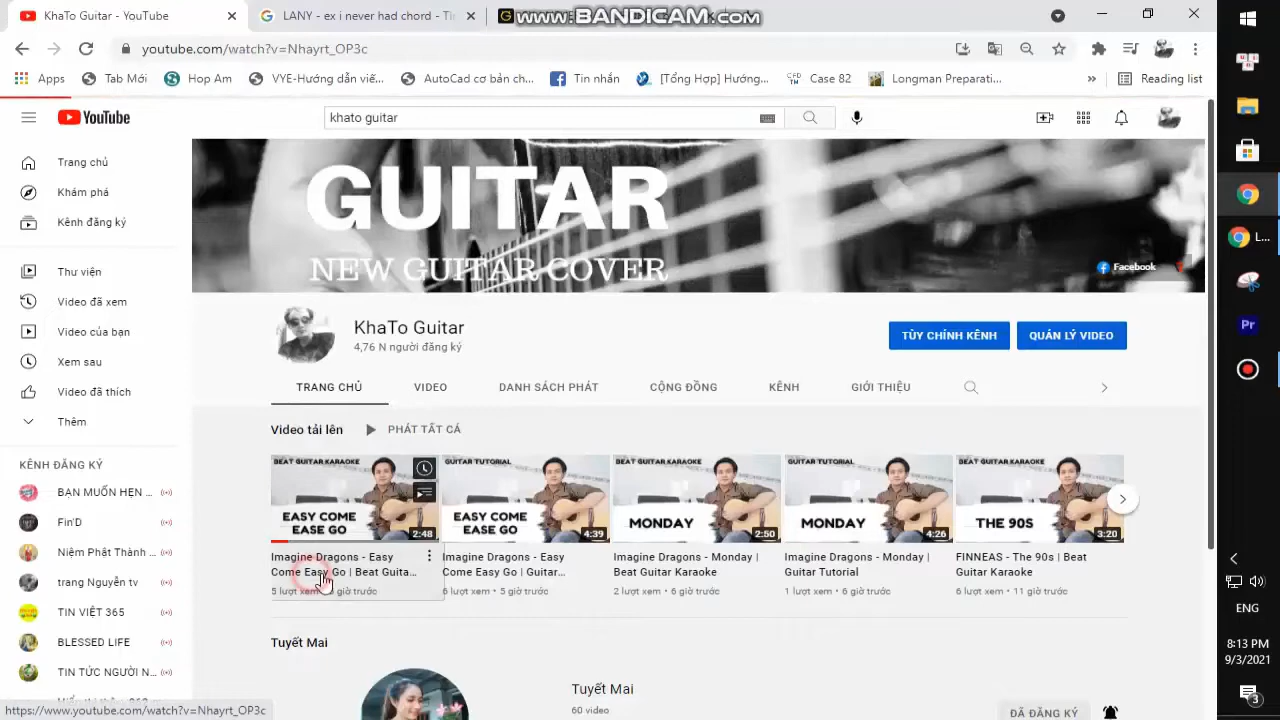 KhaTo Guitar - YouTube
LANY - ex i never had chord - Ti
www.BANDICAM.com
youtube.com/watch?v=Nhayrt_OP3c
Apps
Tab Mới
Hop Am
VYE-Hướng dẫn viế...
AutoCad cơ bản ch...
Tin nhắn
[Tổng Hợp] Hướng...
Case 82
Longman Preparati...
»
Reading list
YouTube
khato guitar
Trang chủ
Khám phá
Kênh đăng ký
Thư viện
Video đã xem
Video của bạn
Xem sau
Video đã thích
Thêm
KÊNH ĐĂNG KÝ
BẠN MUỐN HẸN ...
Fin'D
Niệm Phật Thành ...
trang Nguyễn tv
TIN VIỆT 365
BLESSED LIFE
TIN TỨC NGƯỜI N...
GUITAR
NEW GUITAR COVER
Facebook
KhaTo Guitar
4,76 N người đăng ký
TÙY CHỈNH KÊNH
QUẢN LÝ VIDEO
TRANG CHỦ
VIDEO
DANH SÁCH PHÁT
CỘNG ĐỒNG
KÊNH
GIỚI THIỆU
Video tải lên
PHÁT TẤT CẢ
BEAT GUITAR KARAOKE
EASY COME
EASE GO
2:48
Imagine Dragons - Easy
Come Easy Go | Beat Guita...
5 lượt xem
giờ trước
GUITAR TUTORIAL
EASY COME
EASE GO
4:39
Imagine Dragons - Easy
Come Easy Go | Guitar...
6 lượt xem • 5 giờ trước
BEAT GUITAR KARAOKE
MONDAY
2:50
Imagine Dragons - Monday |
Beat Guitar Karaoke
2 lượt xem • 6 giờ trước
GUITAR TUTORIAL
MONDAY
4:26
Imagine Dragons - Monday |
Guitar Tutorial
1 lượt xem • 6 giờ trước
BEAT GUITAR KARAOKE
THE 90S
3:20
FINNEAS - The 90s | Beat
Guitar Karaoke
6 lượt xem • 11 giờ trước
Tuyết Mai
Tuyết Mai
60 video
ĐÃ ĐĂNG KÝ
https://www.youtube.com/watch?v=Nhayrt_OP3c
L...
Pr
ENG
8:13 PM
9/3/2021
3